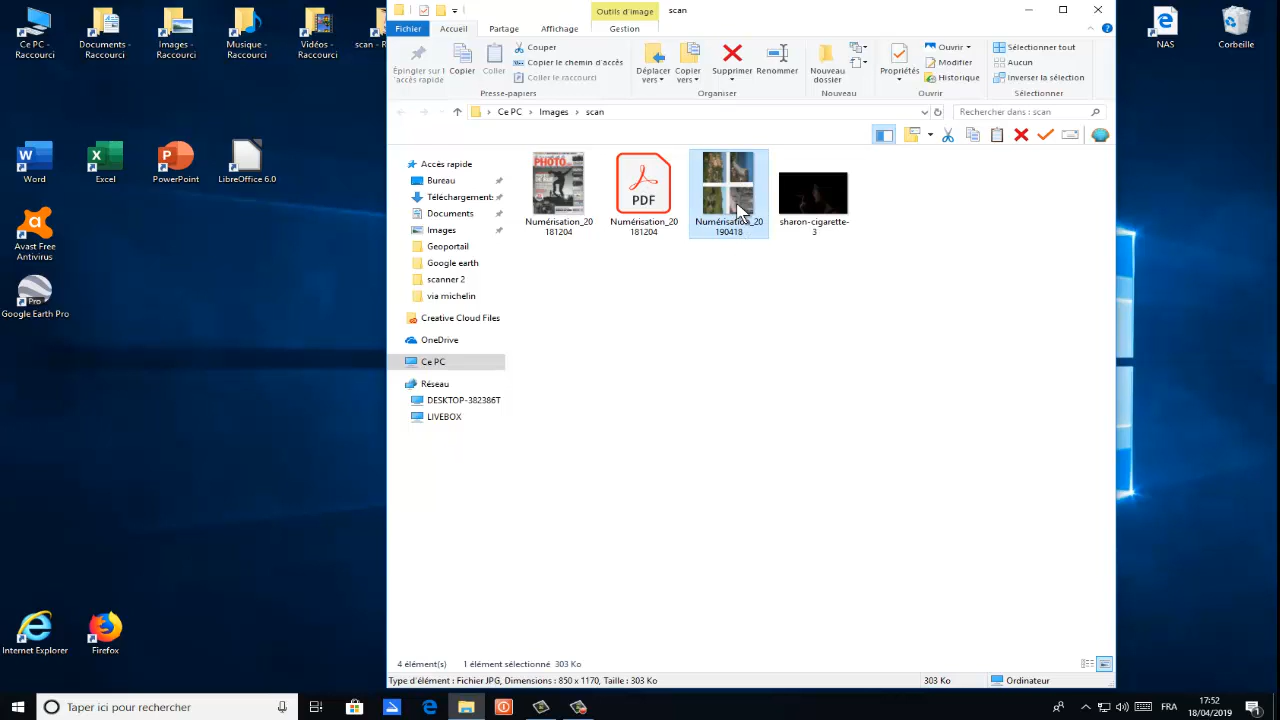 Ce PC - Raccourci
Documents - Raccourci
Images - Raccourci
Musique - Raccourci
Vidéos - Raccourci
scan - R
NAS
Corbeille
Word
Excel
PowerPoint
LibreOffice 6.0
Avast Free Antivirus
Pro
Google Earth Pro
Internet Explorer
Firefox
Outils d'image
scan
Fichier
Accueil
Partage
Affichage
Gestion
Épingler sur l'accès rapide
Copier
Coller
Couper
Copier le chemin d'accès
Coller le raccourci
Presse-papiers
Déplacer vers
Copier vers
Supprimer
Renommer
Organiser
Nouveau dossier
Nouveau
Propriétés
Ouvrir
Modifier
Historique
Ouvrir
Sélectionner tout
Aucun
Inverser la sélection
Sélectionner
Ce PC > Images > scan
Rechercher dans : scan
Accès rapide
Bureau
Téléchargement:
Documents
Images
Geoportail
Google earth
scanner 2
via michelin
Creative Cloud Files
OneDrive
Ce PC
Réseau
DESKTOP-382386T
LIVEBOX
PHOTO
Numérisation_20181204
PDF
Numérisation_20181204
Numérisation_20190418
sharon-cigarette-3
4 élément(s)
1 élément sélectionné 303 Ko
Type d'élément : Fichier JPG, Dimensions : 850 x 1170, Taille : 303 Ko
303 Ko
Ordinateur
Taper ici pour rechercher
FRA
17:52
18/04/2019